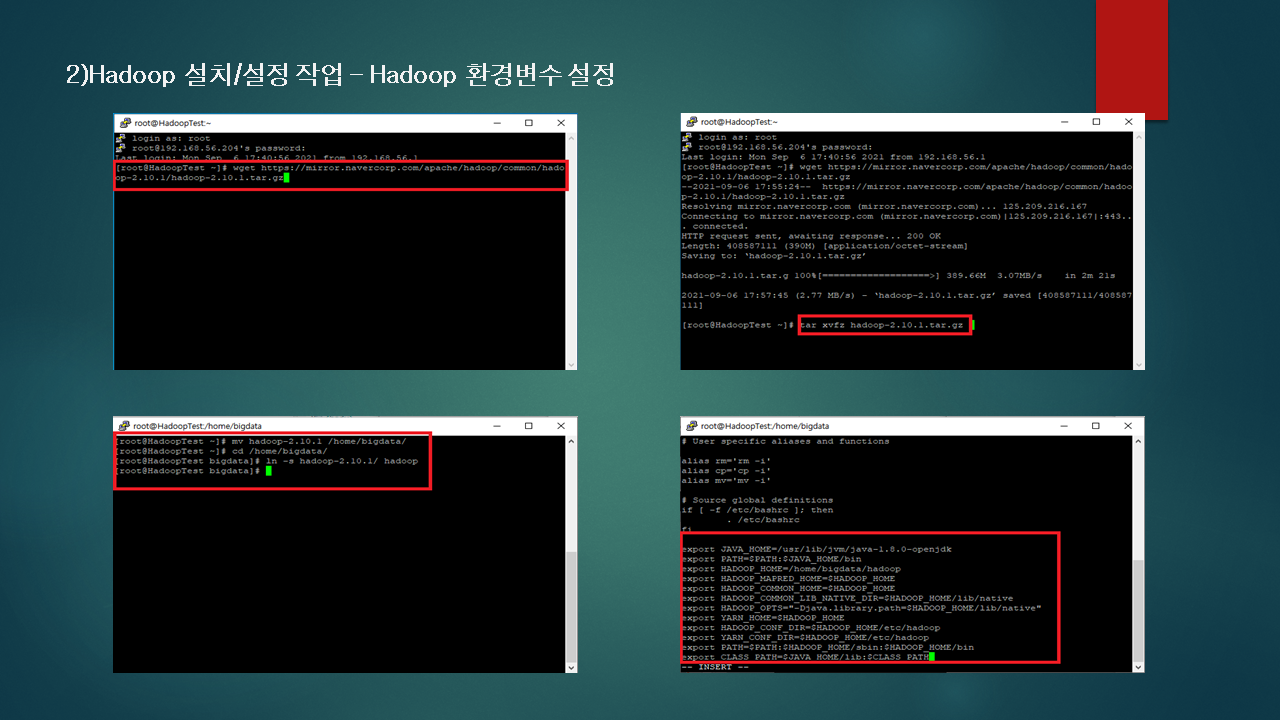 2)Hadoop 설치/설정 작업 – Hadoop 환경변수 설정
root@HadoopTest:~
login as: root
root@192.168.56.204's password:
Last login: Mon Sep  6 17:40:56 2021 from 192.168.56.1
[root@HadoopTest ~]# wget https://mirror.navercorp.com/apache/hadoop/common/hado
op-2.10.1/hadoop-2.10.1.tar.gz
root@HadoopTest:~
login as: root
root@192.168.56.204's password:
Last login: Mon Sep  6 17:40:56 2021 from 192.168.56.1
[root@HadoopTest ~]# wget https://mirror.navercorp.com/apache/hadoop/common/hado
op-2.10.1/hadoop-2.10.1.tar.gz
--2021-09-06 17:55:24--  https://mirror.navercorp.com/apache/hadoop/common/hadoo
p-2.10.1/hadoop-2.10.1.tar.gz
Resolving mirror.navercorp.com (mirror.navercorp.com)... 125.209.216.167
Connecting to mirror.navercorp.com (mirror.navercorp.com)|125.209.216.167|:443..
. connected.
HTTP request sent, awaiting response... 200 OK
Length: 408587111 (390M) [application/octet-stream]
Saving to: ‘hadoop-2.10.1.tar.gz’
hadoop-2.10.1.tar.g 100%[===================>] 389.66M  3.07MB/s    in 2m 21s
2021-09-06 17:57:45 (2.77 MB/s) - ‘hadoop-2.10.1.tar.gz’ saved [408587111/408587
111]
[root@HadoopTest ~]# tar xvfz hadoop-2.10.1.tar.gz
root@HadoopTest:/home/bigdata
[root@HadoopTest ~]# mv hadoop-2.10.1 /home/bigdata/
[root@HadoopTest ~]# cd /home/bigdata/
[root@HadoopTest bigdata]# ln -s hadoop-2.10.1/ hadoop
[root@HadoopTest bigdata]#
root@HadoopTest:/home/bigdata
# User specific aliases and functions
alias rm='rm -i'
alias cp='cp -i'
alias mv='mv -i'
# Source global definitions
if [ -f /etc/bashrc ]; then
. /etc/bashrc
fi
export JAVA_HOME=/usr/lib/jvm/java-1.8.0-openjdk
export PATH=$PATH:$JAVA_HOME/bin
export HADOOP_HOME=/home/bigdata/hadoop
export HADOOP_MAPRED_HOME=$HADOOP_HOME
export HADOOP_COMMON_HOME=$HADOOP_HOME
export HADOOP_COMMON_LIB_NATIVE_DIR=$HADOOP_HOME/lib/native
export HADOOP_OPTS="-Djava.library.path=$HADOOP_HOME/lib/native"
export YARN_HOME=$HADOOP_HOME
export HADOOP_CONF_DIR=$HADOOP_HOME/etc/hadoop
export YARN_CONF_DIR=$HADOOP_HOME/etc/hadoop
export PATH=$PATH:$HADOOP_HOME/sbin:$HADOOP_HOME/bin
export CLASS_PATH=$JAVA_HOME/lib:$CLASS_PATH
-- INSERT --